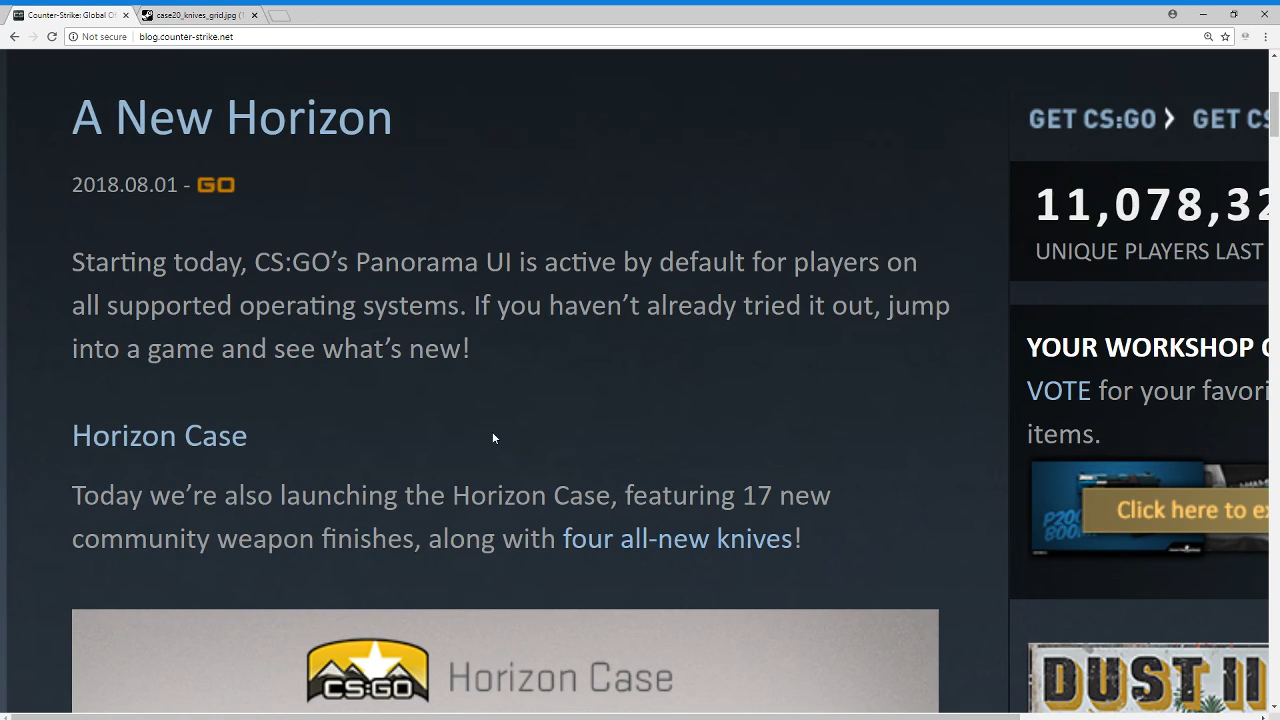 Counter-Strike: Global O
case20_knives_grid.jpg (1
Not secure
blog.counter-strike.net
A New Horizon
2018.08.01 - GO
Starting today, CS:GO’s Panorama UI is active by default for players on
all supported operating systems. If you haven’t already tried it out, jump
into a game and see what’s new!
Horizon Case
Today we’re also launching the Horizon Case, featuring 17 new
community weapon finishes, along with four all-new knives!
CS:GO
Horizon Case
GET CS:GO GET CS
11,078,32
UNIQUE PLAYERS LAST
YOUR WORKSHOP
VOTE for your favori
items.
Click here to e
DUST II